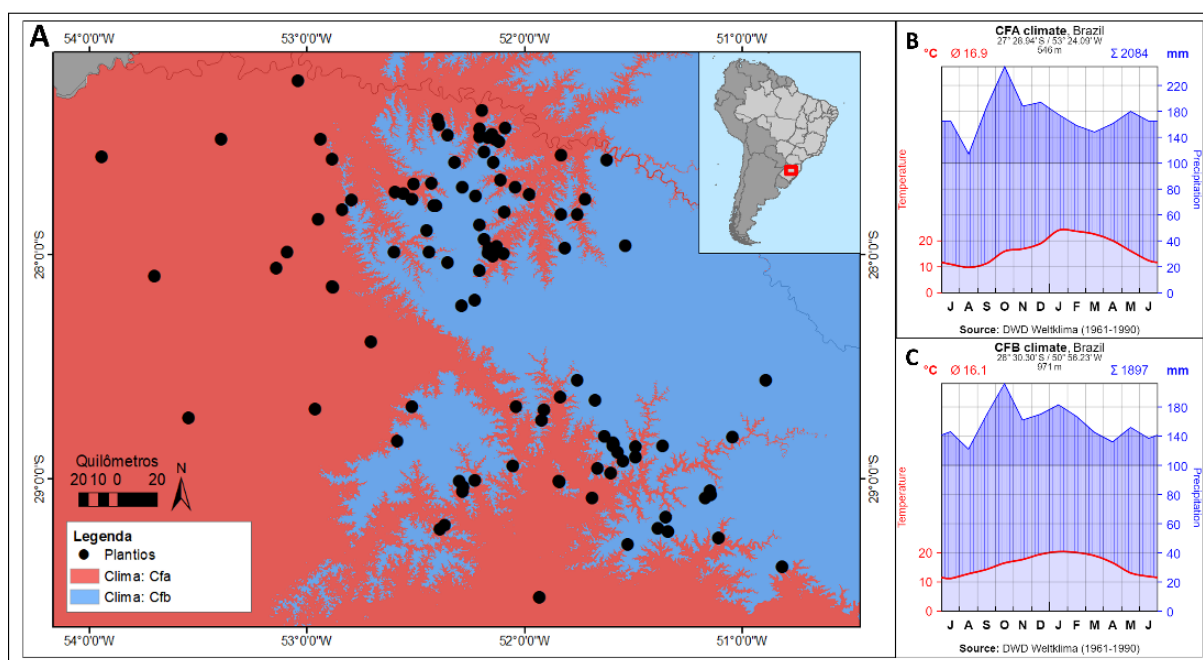 A
54°0'0"W 53°0'0"W 52°0'0"W 51°0'0"W
28°0'0"S
28°0'0"S
29°0'0"S
29°0'0"S
Quilômetros
20 10 0 20
N
Legenda
Plantios
Clima: Cfa
Clima: Cfb
54°0'0"W 53°0'0"W 52°0'0"W 51°0'0"W
B
CFA climate, Brazil
27° 28.94' S / 53° 24.09' W
546 m
°C Ø 16.9 Σ 2084 mm
220
200
180
160
140
120
100
80
60
20 40
10 20
0 0
Temperature
Precipitation
J A S O N D J F M A M J
Source: DWD Weltklima (1961-1990)
C
CFB climate, Brazil
28° 30.30' S / 50° 56.23' W
971 m
°C Ø 16.1 Σ 1897 mm
180
160
140
120
100
80
60
20 40
10 20
0 0
Temperature
Precipitation
J A S O N D J F M A M J
Source: DWD Weltklima (1961-1990)